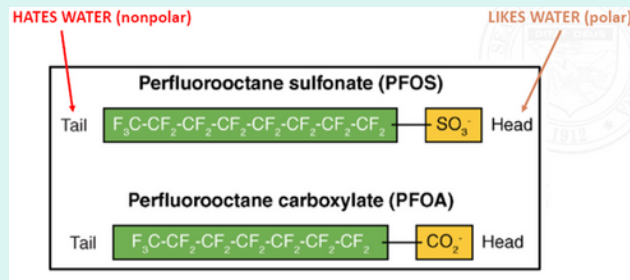 HATES WATER (nonpolar)
LIKES WATER (polar)
Perfluorooctane sulfonate (PFOS)
Tail F₃C-CF₂-CF₂-CF₂-CF₂-CF₂-CF₂-CF₂ SO₃⁻ Head
1912
Perfluorooctane carboxylate (PFOA)
Tail F₃C-CF₂-CF₂-CF₂-CF₂-CF₂-CF₂ CO₂⁻ Head